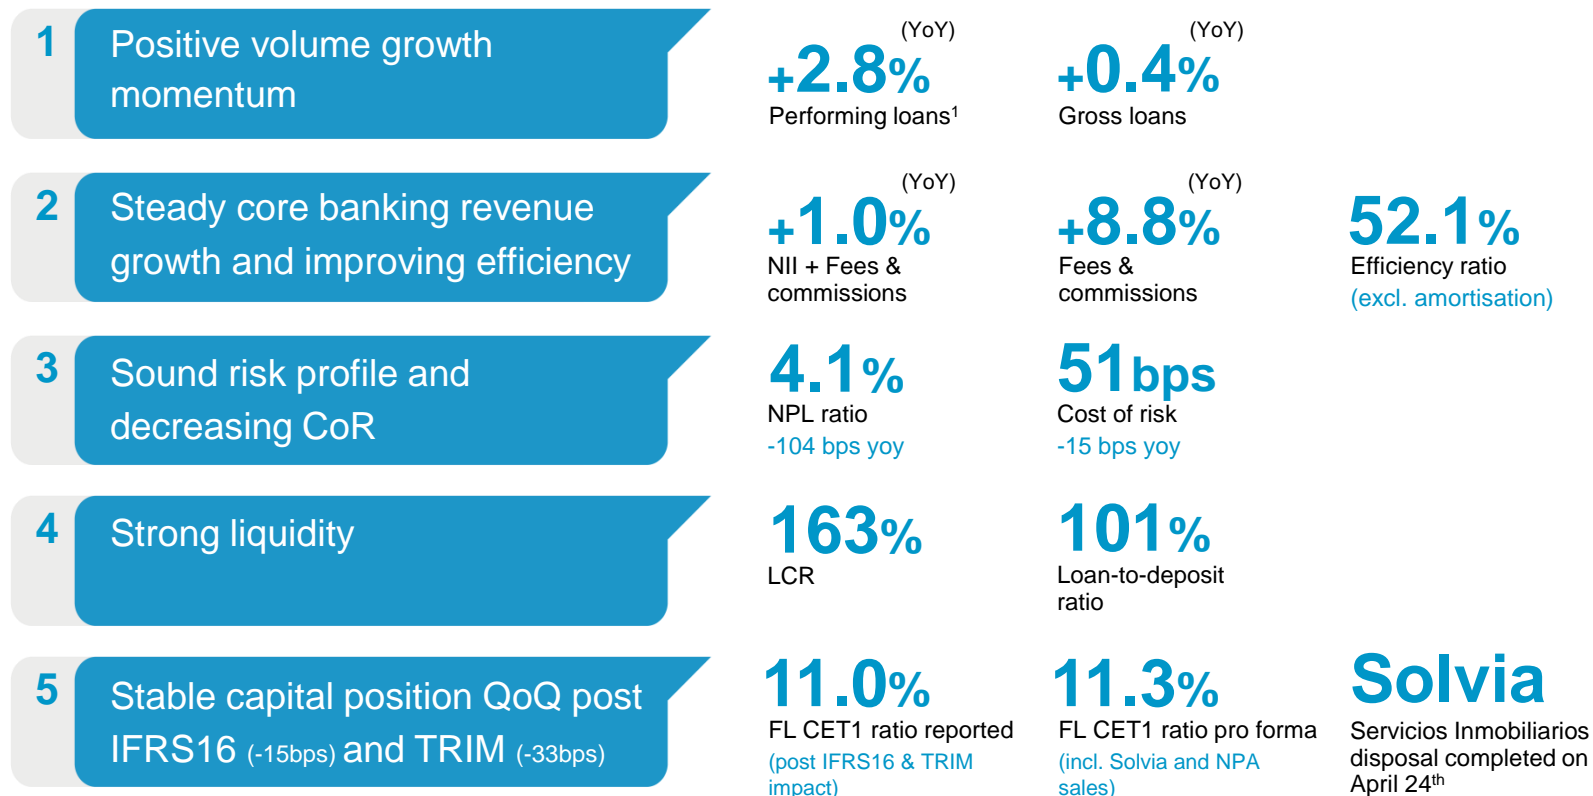 1
Positive volume growth
momentum
(YoY)
+2.8%
Performing loans¹
(YoY)
+0.4%
Gross loans
2
Steady core banking revenue
growth and improving efficiency
(YoY)
+1.0%
NII + Fees &
commissions
(YoY)
+8.8%
Fees &
commissions
52.1%
Efficiency ratio
(excl. amortisation)
3
Sound risk profile and
decreasing CoR
4.1%
NPL ratio
-104 bps yoy
51bps
Cost of risk
-15 bps yoy
4
Strong liquidity
163%
LCR
101%
Loan-to-deposit
ratio
5
Stable capital position QoQ post
IFRS16 (-15bps) and TRIM (-33bps)
11.0%
FL CET1 ratio reported
(post IFRS16 & TRIM
impact)
11.3%
FL CET1 ratio pro forma
(incl. Solvia and NPA
sales)
Solvia
Servicios Inmobiliarios
disposal completed on
April 24th